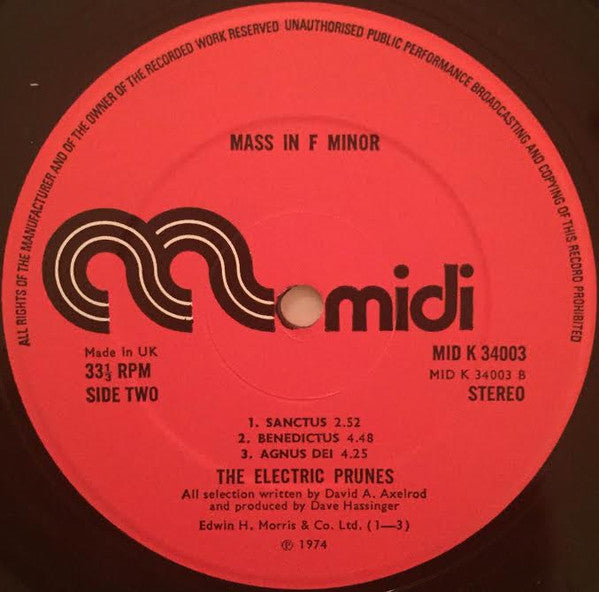 ALL RIGHTS OF THE MANUFACTURER AND OF THE OWNER OF THE RECORDED WORK RESERVED UNAUTHORISED PUBLIC PERFORMANCE BROADCASTING AND COPYING OF THIS RECORD PROHIBITED
MASS IN F MINOR
midi
Made in UK
33⅓ RPM
SIDE TWO
MID K 34003
MID K 34003 B
STEREO
1. SANCTUS 2.52
2. BENEDICTUS 4.48
3. AGNUS DEI 4.25
THE ELECTRIC PRUNES
All selection written by David A. Axelrod
and produced by Dave Hassinger
Edwin H. Morris & Co. Ltd. (1—3)
℗ 1974